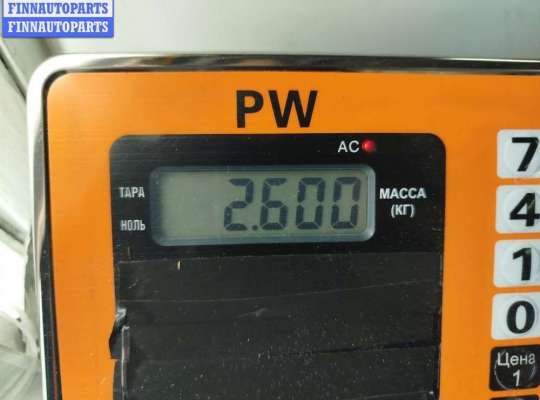 FINNAUTOPARTS
FINNAUTOPARTS
PW
AC
ТАРА
НОЛЬ
2.600
МАССА
(КГ)
7
4
1
0
Цена
1